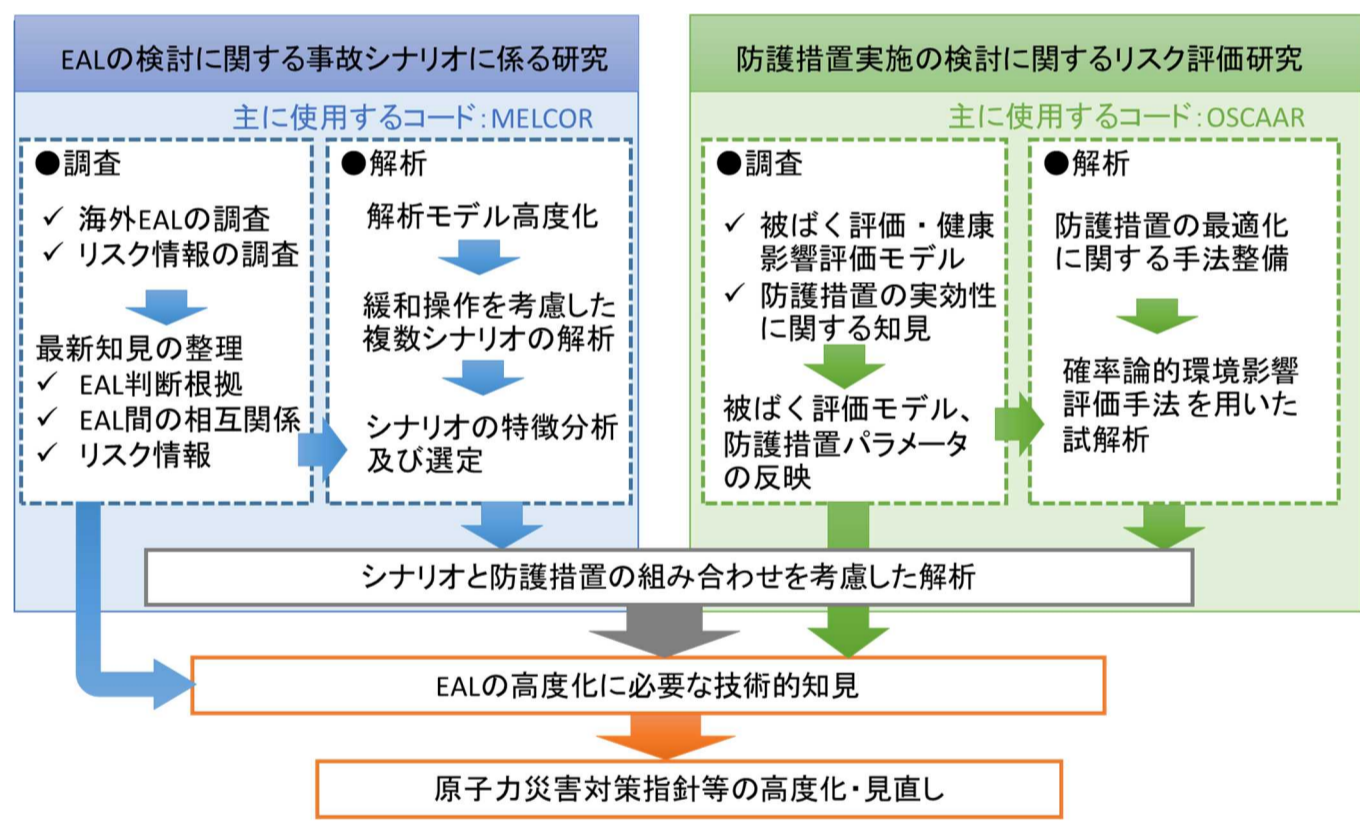 EALの検討に関する事故シナリオに係る研究
主に使用するコード:MELCOR
●調査
✓ 海外EALの調査
✓ リスク情報の調査
最新知見の整理
✓ EAL判断根拠
✓ EAL間の相互関係
✓ リスク情報
●解析
解析モデル高度化
緩和操作を考慮した
複数シナリオの解析
シナリオの特徴分析
及び選定
防護措置実施の検討に関するリスク評価研究
主に使用するコード:OSCAAR
●調査
✓ 被ばく評価・健康
影響評価モデル
✓ 防護措置の実効性
に関する知見
被ばく評価モデル、
防護措置パラメータ
の反映
●解析
防護措置の最適化
に関する手法整備
確率論的環境影響
評価手法を用いた
試解析
シナリオと防護措置の組み合わせを考慮した解析
EALの高度化に必要な技術的知見
原子力災害対策指針等の高度化・見直し